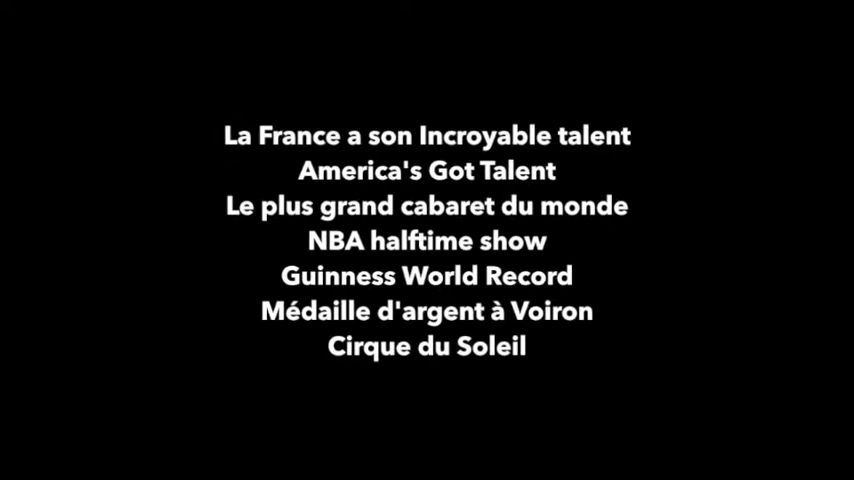 La France a son Incroyable talent
America's Got Talent
Le plus grand cabaret du monde
NBA halftime show
Guinness World Record
Médaille d'argent à Voiron
Cirque du Soleil